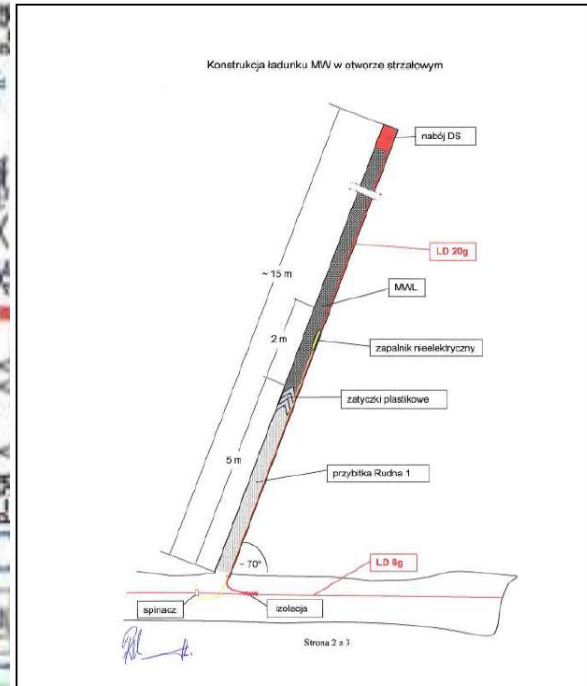 Konstrukcja ładunku MW w otworze strzałowym
nabój DS
LD 20g
~ 15 m
MWL
2 m
zapalnik nieelektryczny
zatyczki plastikowe
5 m
przybitka Rudna 1
~ 70°
LD 6g
spinacz
izolacja
Strona 2 z 3